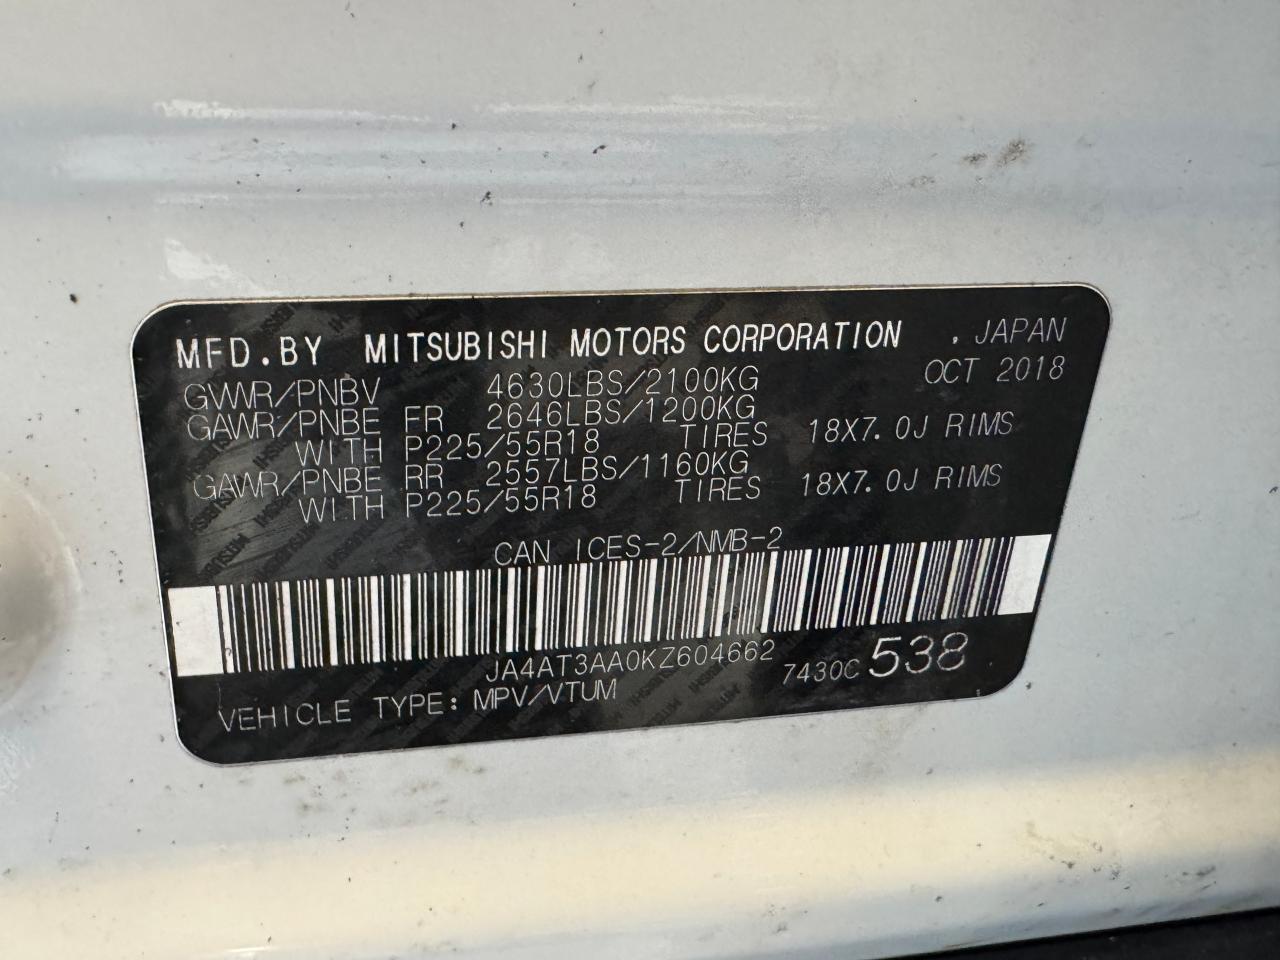 MFD.BY MITSUBISHI MOTORS CORPORATION . JAPAN
GVWR/PNBV 4630LBS/2100KG OCT 2018
GAWR/PNBE FR 2646LBS/1200KG
WITH P225/55R18 TIRES 18X7.0J RIMS
GAWR/PNBE RR 2557LBS/1160KG
WITH P225/55R18 TIRES 18X7.0J RIMS
CAN ICES-2/NMB-2
JA4AT3AA0KZ604662 7430C 538
VEHICLE TYPE: MPV/VTUM